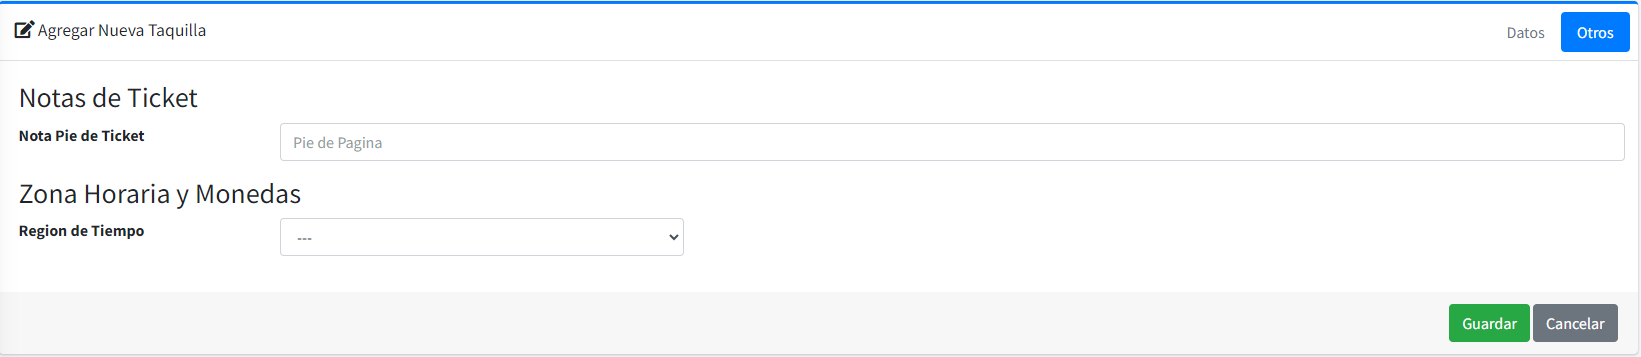 Agregar Nueva Taquilla
Datos
Otros
Notas de Ticket
Nota Pie de Ticket
Pie de Pagina
Zona Horaria y Monedas
Region de Tiempo
---
Guardar
Cancelar